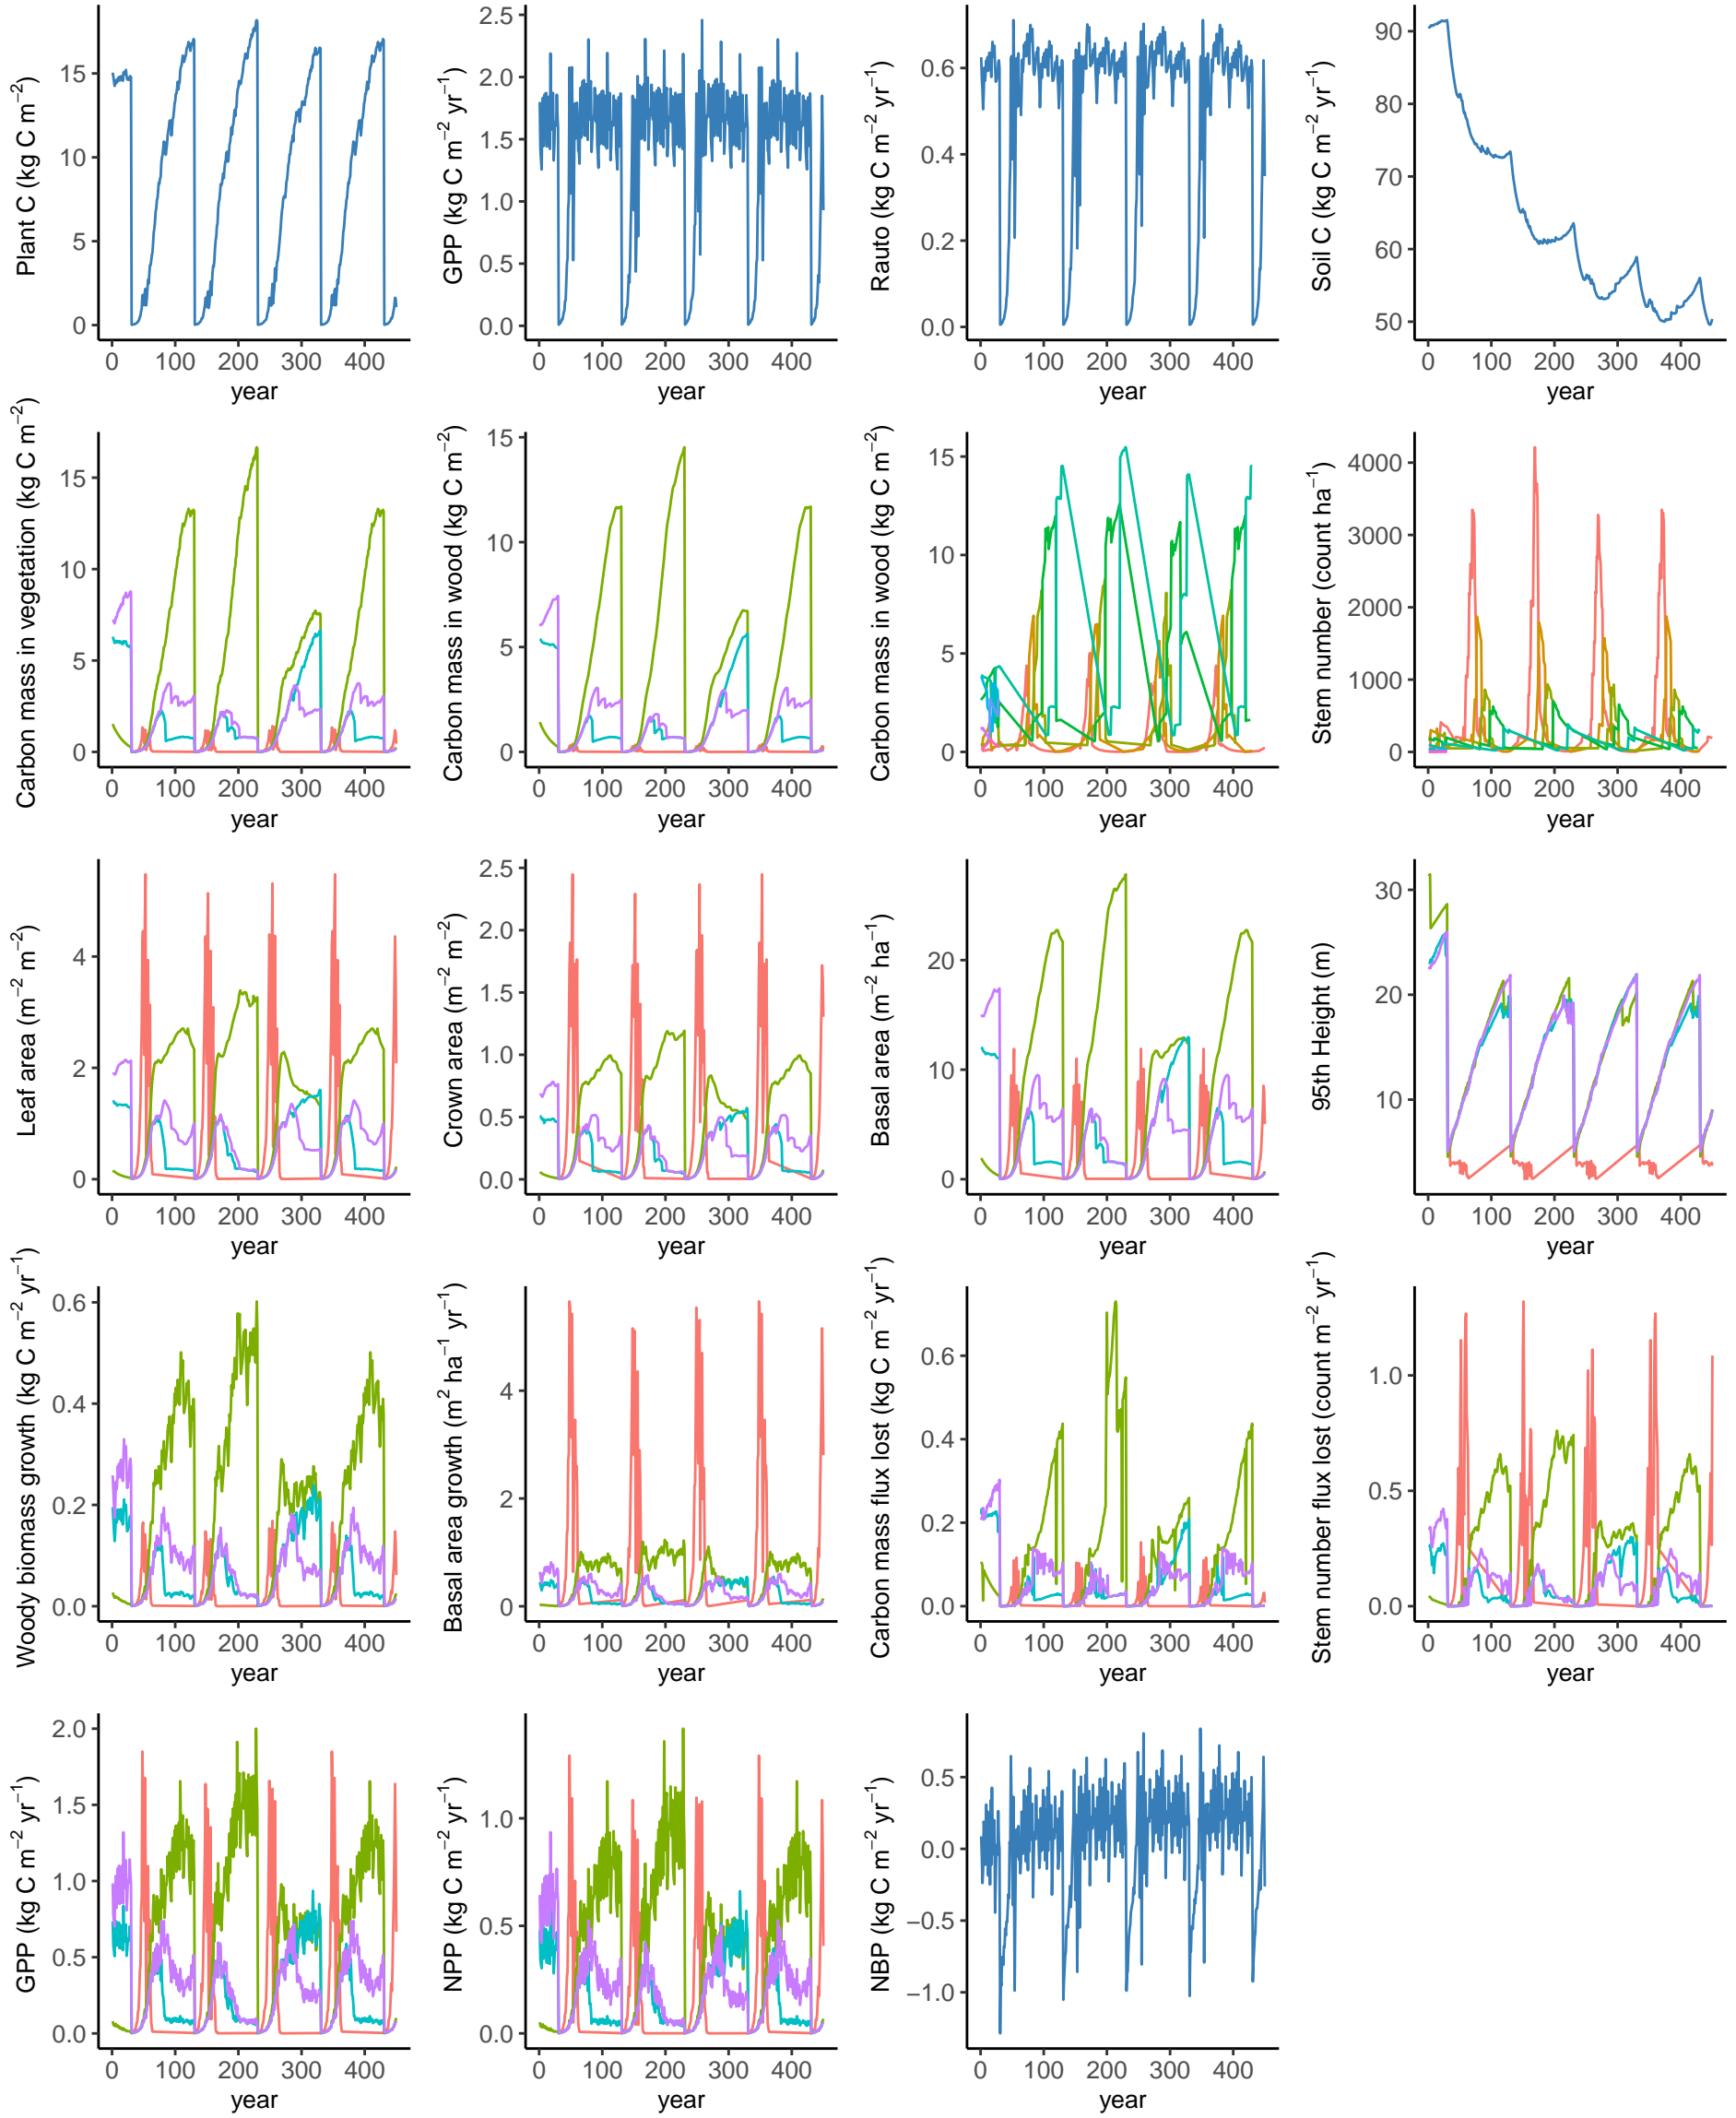 Plant C (kg C m−2)
15
10
5
0
0 100 200 300 400
year
GPP (kg C m−2 yr−1)
2.5
2.0
1.5
1.0
0.5
0.0
0 100 200 300 400
year
Rauto (kg C m−2 yr−1)
0.6
0.4
0.2
0.0
0 100 200 300 400
year
Soil C (kg C m−2 yr−1)
90
80
70
60
50
0 100 200 300 400
year
Carbon mass in vegetation (kg C m−2)
15
10
5
0
0 100 200 300 400
year
Carbon mass in wood (kg C m−2)
15
10
5
0
0 100 200 300 400
year
Carbon mass in wood (kg C m−2)
15
10
5
0
0 100 200 300 400
year
Stem number (count ha−1)
4000
3000
2000
1000
0
0 100 200 300 400
year
Leaf area (m−2 m−2)
4
2
0
0 100 200 300 400
year
Crown area (m−2 m−2)
2.5
2.0
1.5
1.0
0.5
0.0
0 100 200 300 400
year
Basal area (m−2 ha−1)
20
10
0
0 100 200 300 400
year
95th Height (m)
30
20
10
0 100 200 300 400
year
Woody biomass growth (kg C m−2 yr−1)
0.6
0.4
0.2
0.0
0 100 200 300 400
year
Basal area growth (m2 ha−1 yr−1)
4
2
0
0 100 200 300 400
year
Carbon mass flux lost (kg C m−2 yr−1)
0.6
0.4
0.2
0.0
0 100 200 300 400
year
Stem number flux lost (count m−2 yr−1)
1.0
0.5
0.0
0 100 200 300 400
year
GPP (kg C m−2 yr−1)
2.0
1.5
1.0
0.5
0.0
0 100 200 300 400
year
NPP (kg C m−2 yr−1)
1.0
0.5
0.0
0 100 200 300 400
year
NBP (kg C m−2 yr−1)
0.5
0.0
−0.5
−1.0
0 100 200 300 400
year